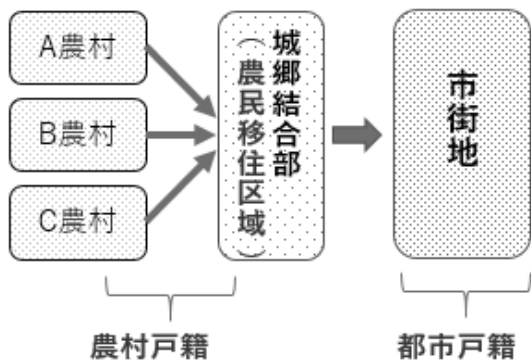 A農村
B農村
C農村
城郷結合部
（農民移住区域）
市街地
農村戸籍
都市戸籍